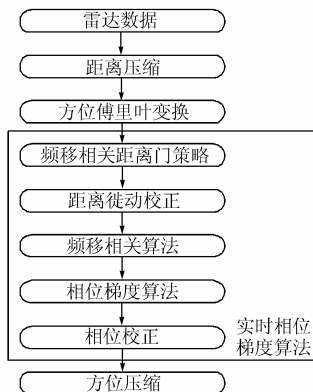 雷达数据
距离压缩
方位傅里叶变换
频移相关距离门策略
距离徙动校正
频移相关算法
相位梯度算法
相位校正
实时相位
梯度算法
方位压缩